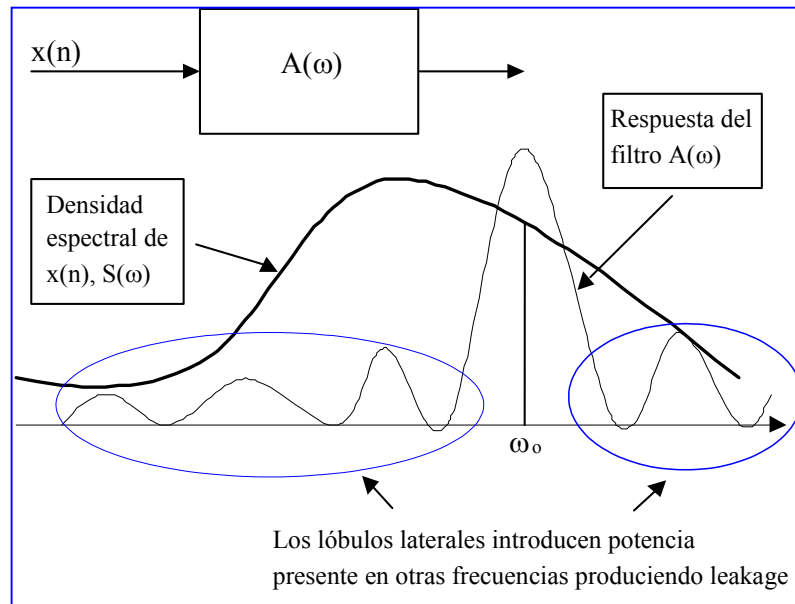 x(n)
A(ω)
Respuesta del
filtro A(ω)
Densidad
espectral de
x(n), S(ω)
ωo
Los lóbulos laterales introducen potencia
presente en otras frecuencias produciendo leakage